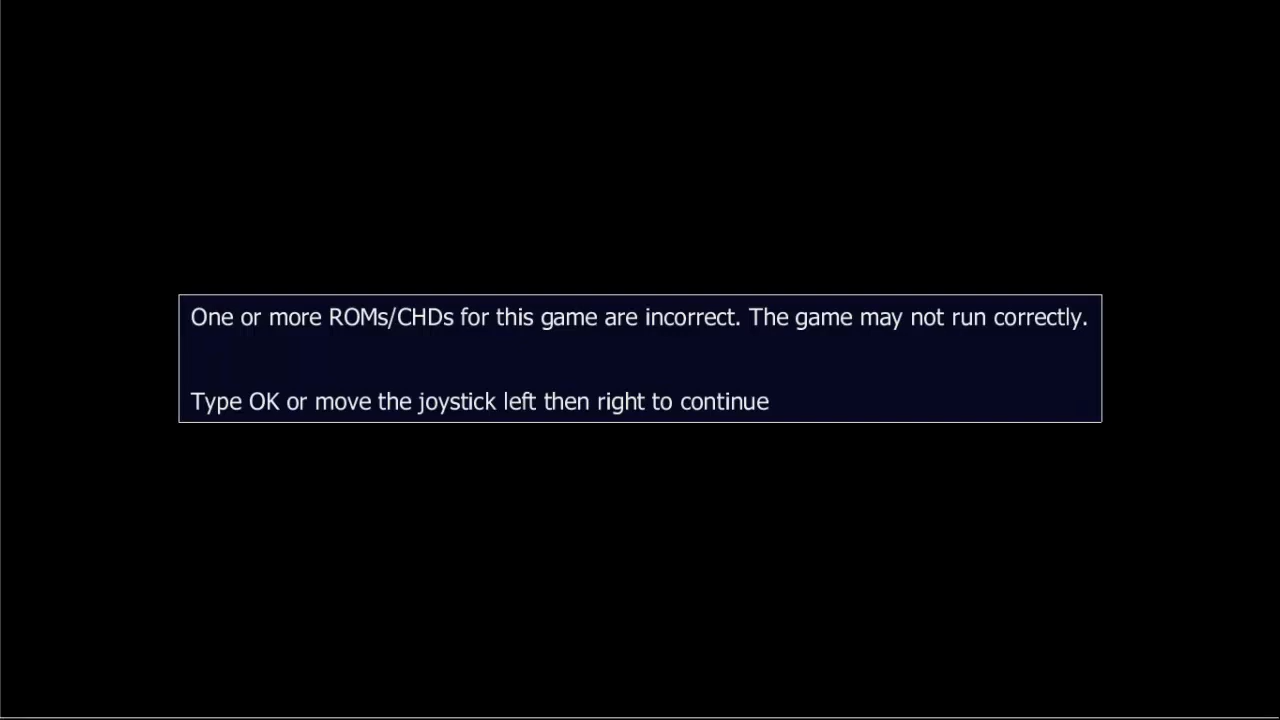 One or more ROMs/CHDs for this game are incorrect. The game may not run correctly.
Type OK or move the joystick left then right to continue